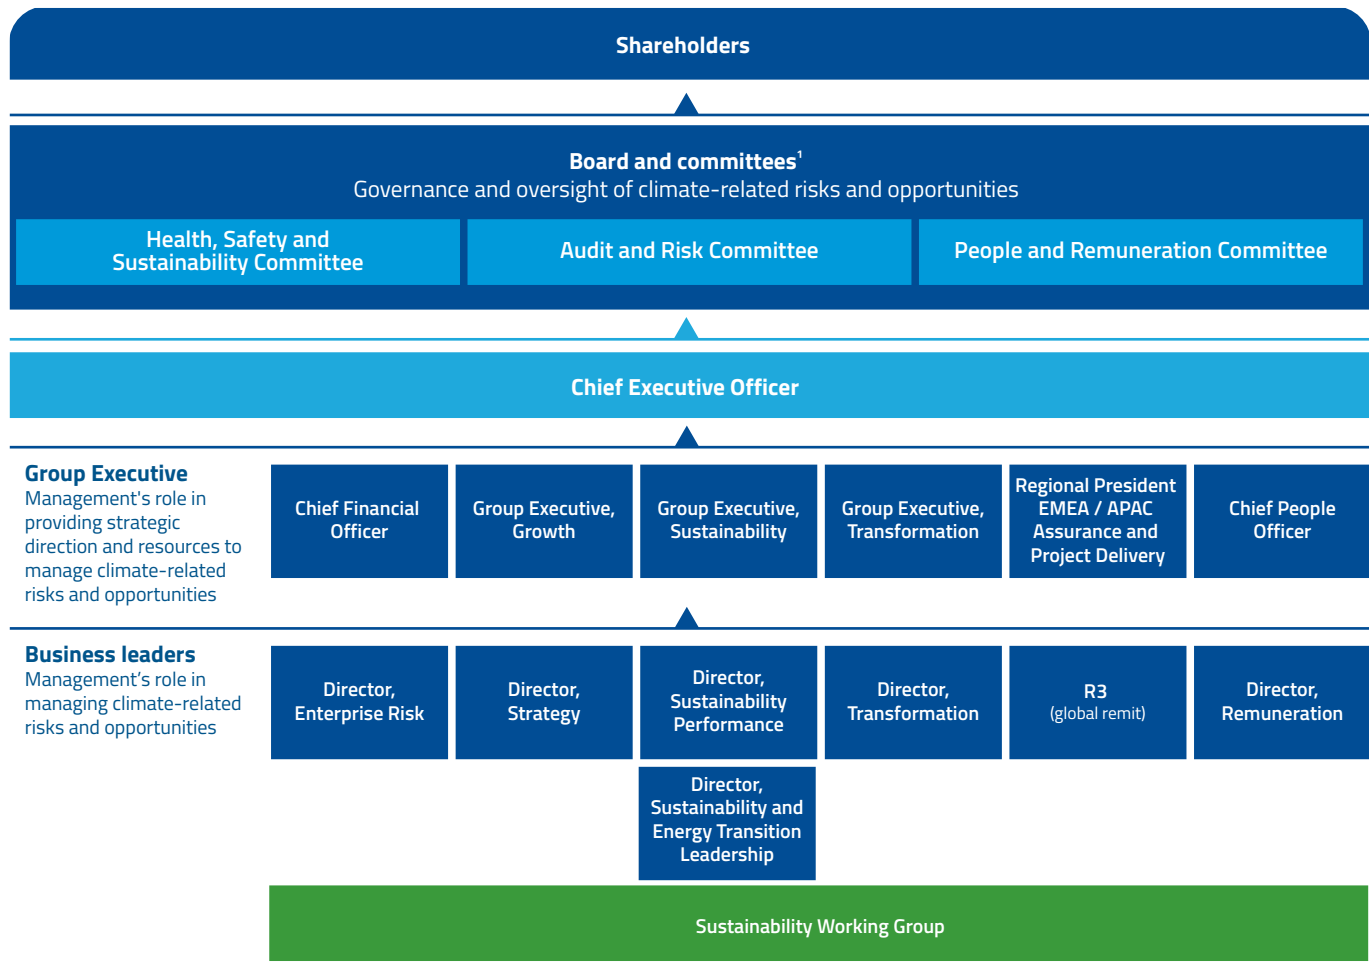 Shareholders
Board and committees¹
Governance and oversight of climate-related risks and opportunities
Health, Safety and
Sustainability Committee
Audit and Risk Committee
People and Remuneration Committee
Chief Executive Officer
Group Executive
Management's role in
providing strategic
direction and resources to
manage climate-related
risks and opportunities
Chief Financial
Officer
Group Executive,
Growth
Group Executive,
Sustainability
Group Executive,
Transformation
Regional President
EMEA / APAC
Assurance and
Project Delivery
Chief People
Officer
Business leaders
Management’s role in
managing climate-related
risks and opportunities
Director,
Enterprise Risk
Director,
Strategy
Director,
Sustainability
Performance
Director,
Transformation
R3
(global remit)
Director,
Remuneration
Director,
Sustainability and
Energy Transition
Leadership
Sustainability Working Group